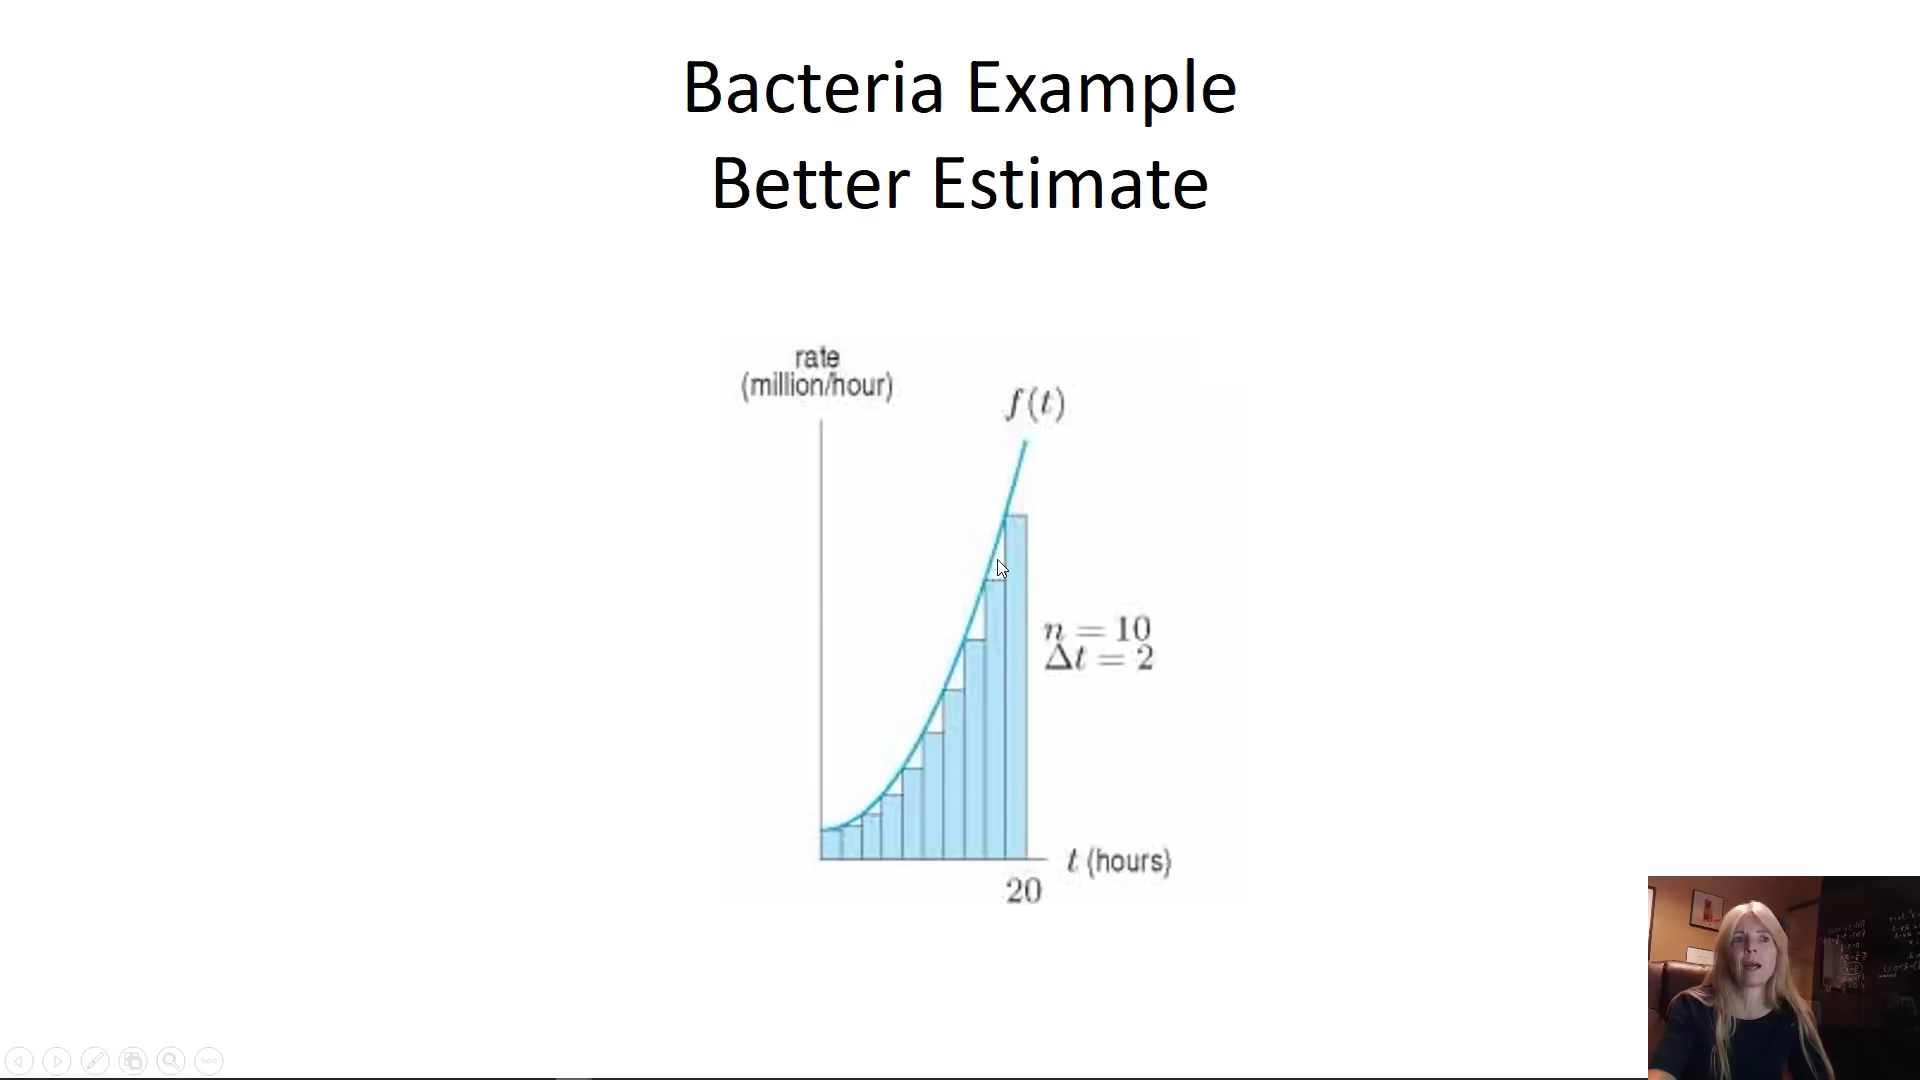 Bacteria Example
Better Estimate
rate
(million/hour)
f(t)
n = 10
Δt = 2
t (hours)
20